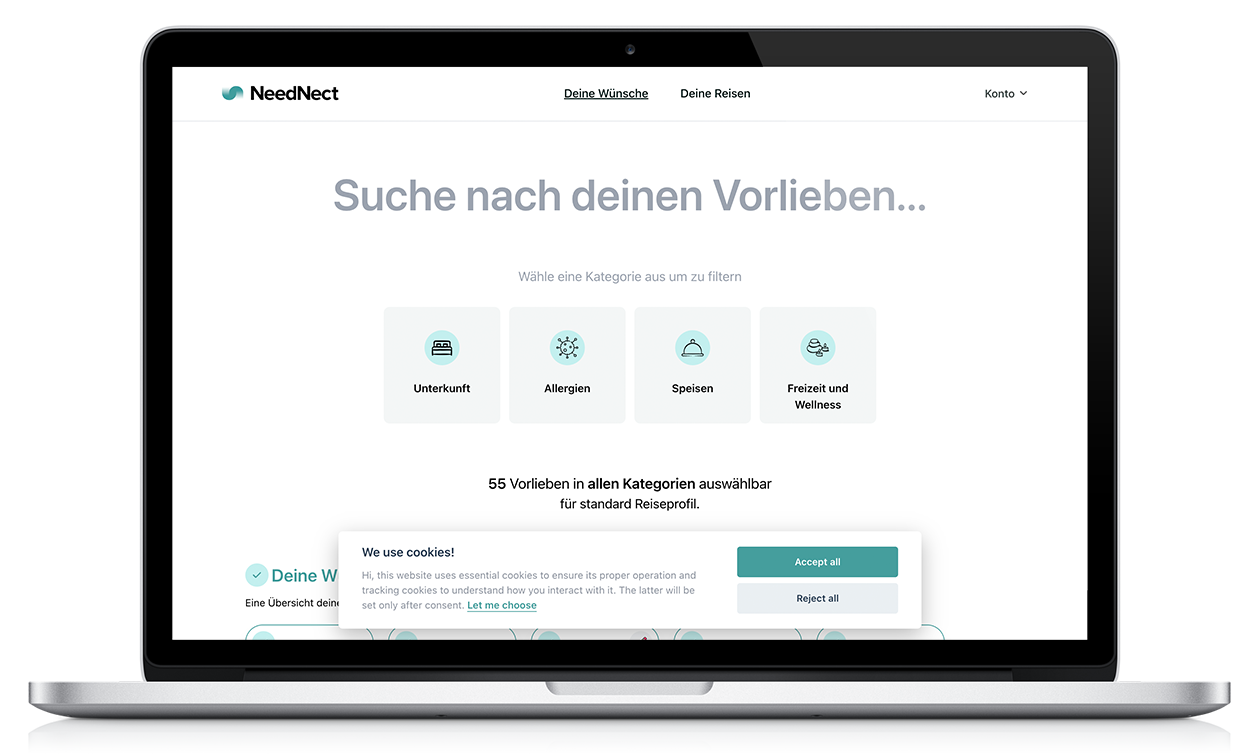 NeedNect
Deine Wünsche
Deine Reisen
Konto
Suche nach deinen Vorlieben...
Wähle eine Kategorie aus um zu filtern
Unterkunft
Allergien
Speisen
Freizeit und
Wellness
55 Vorlieben in allen Kategorien auswählbar
für standard Reiseprofil.
Deine W
Eine Übersicht deine
We use cookies!
Hi, this website uses essential cookies to ensure its proper operation and
tracking cookies to understand how you interact with it. The latter will be
set only after consent. Let me choose
Accept all
Reject all